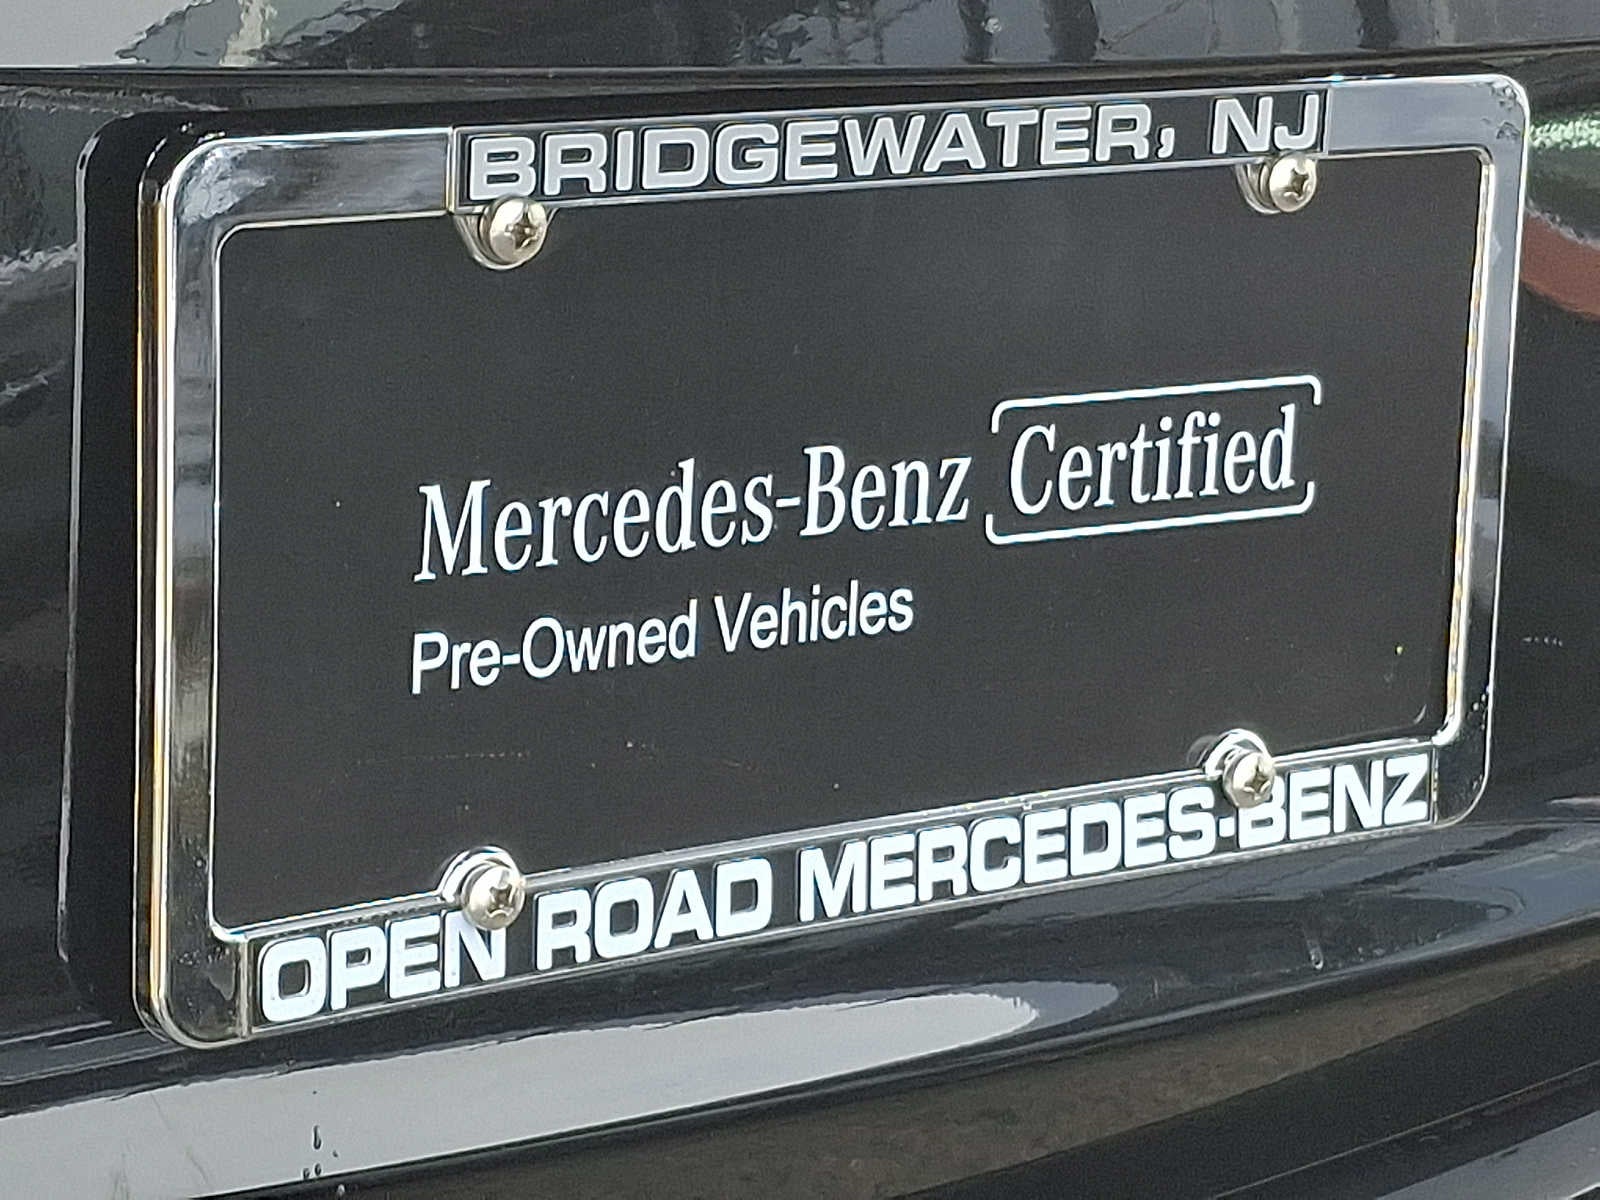 BRIDGEWATER, NJ
Mercedes-Benz Certified
Pre-Owned Vehicles
OPEN ROAD MERCEDES-BENZ